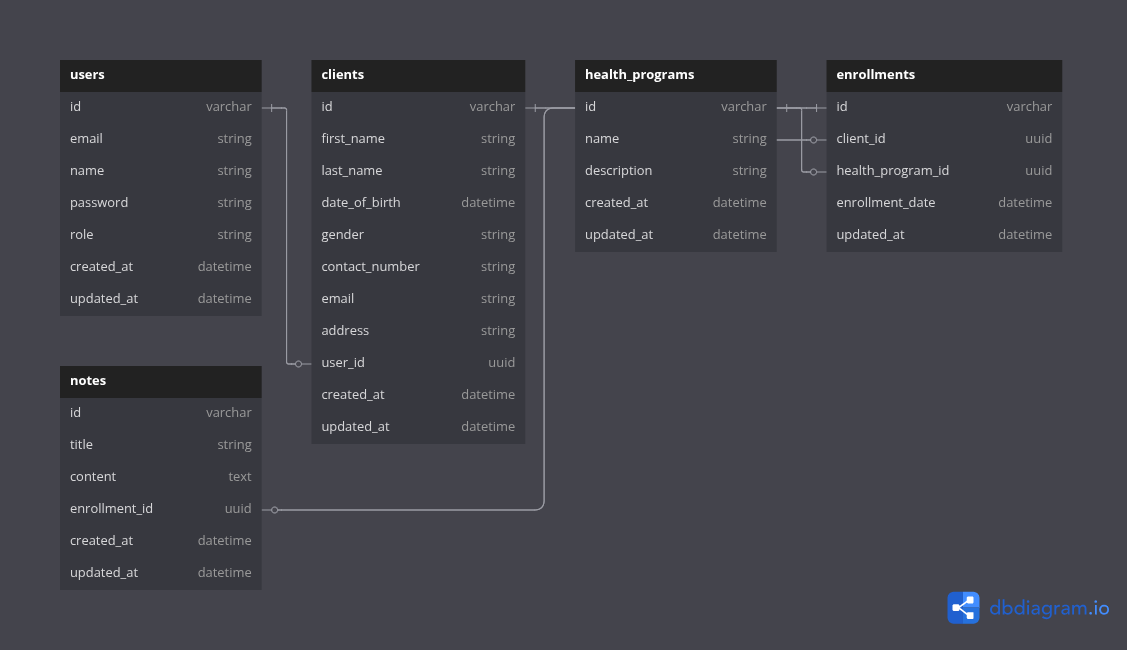 users
id varchar
email string
name string
password string
role string
created_at datetime
updated_at datetime
clients
id varchar
first_name string
last_name string
date_of_birth datetime
gender string
contact_number string
email string
address string
user_id uuid
created_at datetime
updated_at datetime
health_programs
id varchar
name string
description string
created_at datetime
updated_at datetime
enrollments
id varchar
client_id uuid
health_program_id uuid
enrollment_date datetime
updated_at datetime
notes
id varchar
title string
content text
enrollment_id uuid
created_at datetime
updated_at datetime
dbdiagram.io